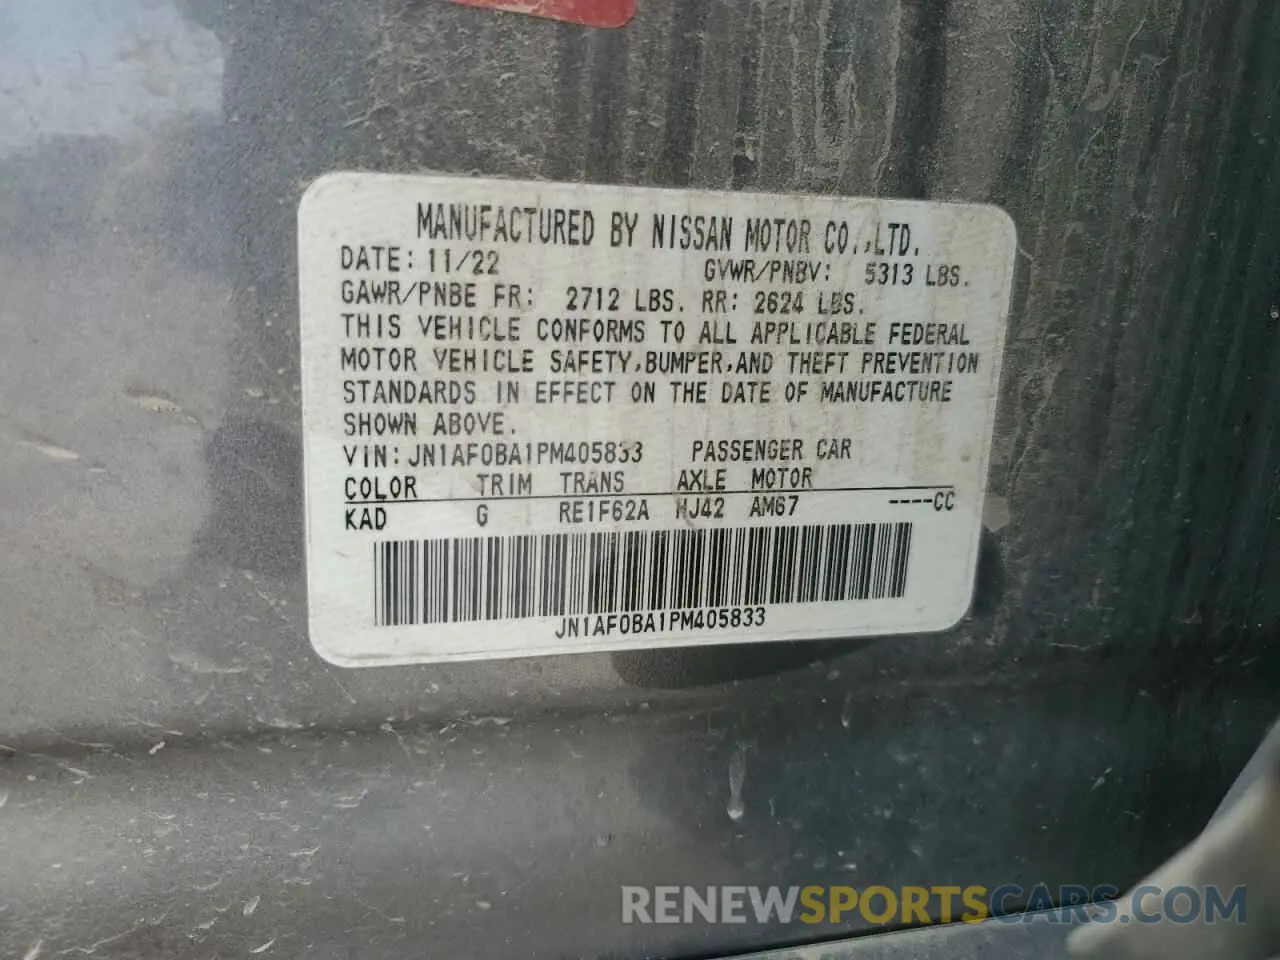 MANUFACTURED BY NISSAN MOTOR CO.,LTD.
DATE: 11/22 GVWR/PNBV: 5313 LBS.
GAWR/PNBE FR: 2712 LBS. RR: 2624 LBS.
THIS VEHICLE CONFORMS TO ALL APPLICABLE FEDERAL
MOTOR VEHICLE SAFETY,BUMPER,AND THEFT PREVENTION
STANDARDS IN EFFECT ON THE DATE OF MANUFACTURE
SHOWN ABOVE.
VIN: JN1AF0BA1PM405833 PASSENGER CAR
COLOR TRIM TRANS AXLE MOTOR
KAD G RE1F62A HJ42 AM67 ----CC
JN1AF0BA1PM405833
RENEWSPORTSCARS.COM